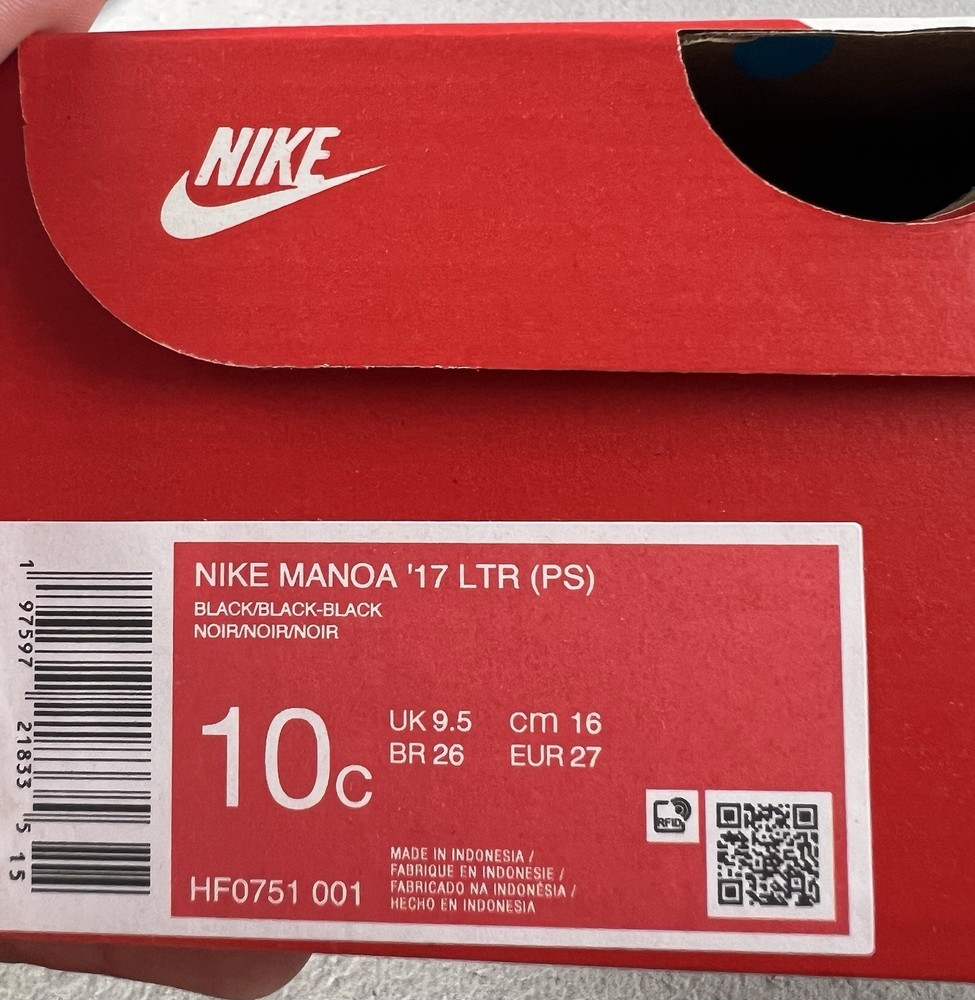 NIKE
NIKE MANOA '17 LTR (PS)
BLACK/BLACK-BLACK
NOIR/NOIR/NOIR
10C
UK 9.5 cm 16
BR 26 EUR 27
RFID
MADE IN INDONESIA /
FABRIQUE EN INDONESIE /
FABRICADO NA INDONÉSIA /
HECHO EN INDONESIA
HF0751 001
1 97597 21833 5 15